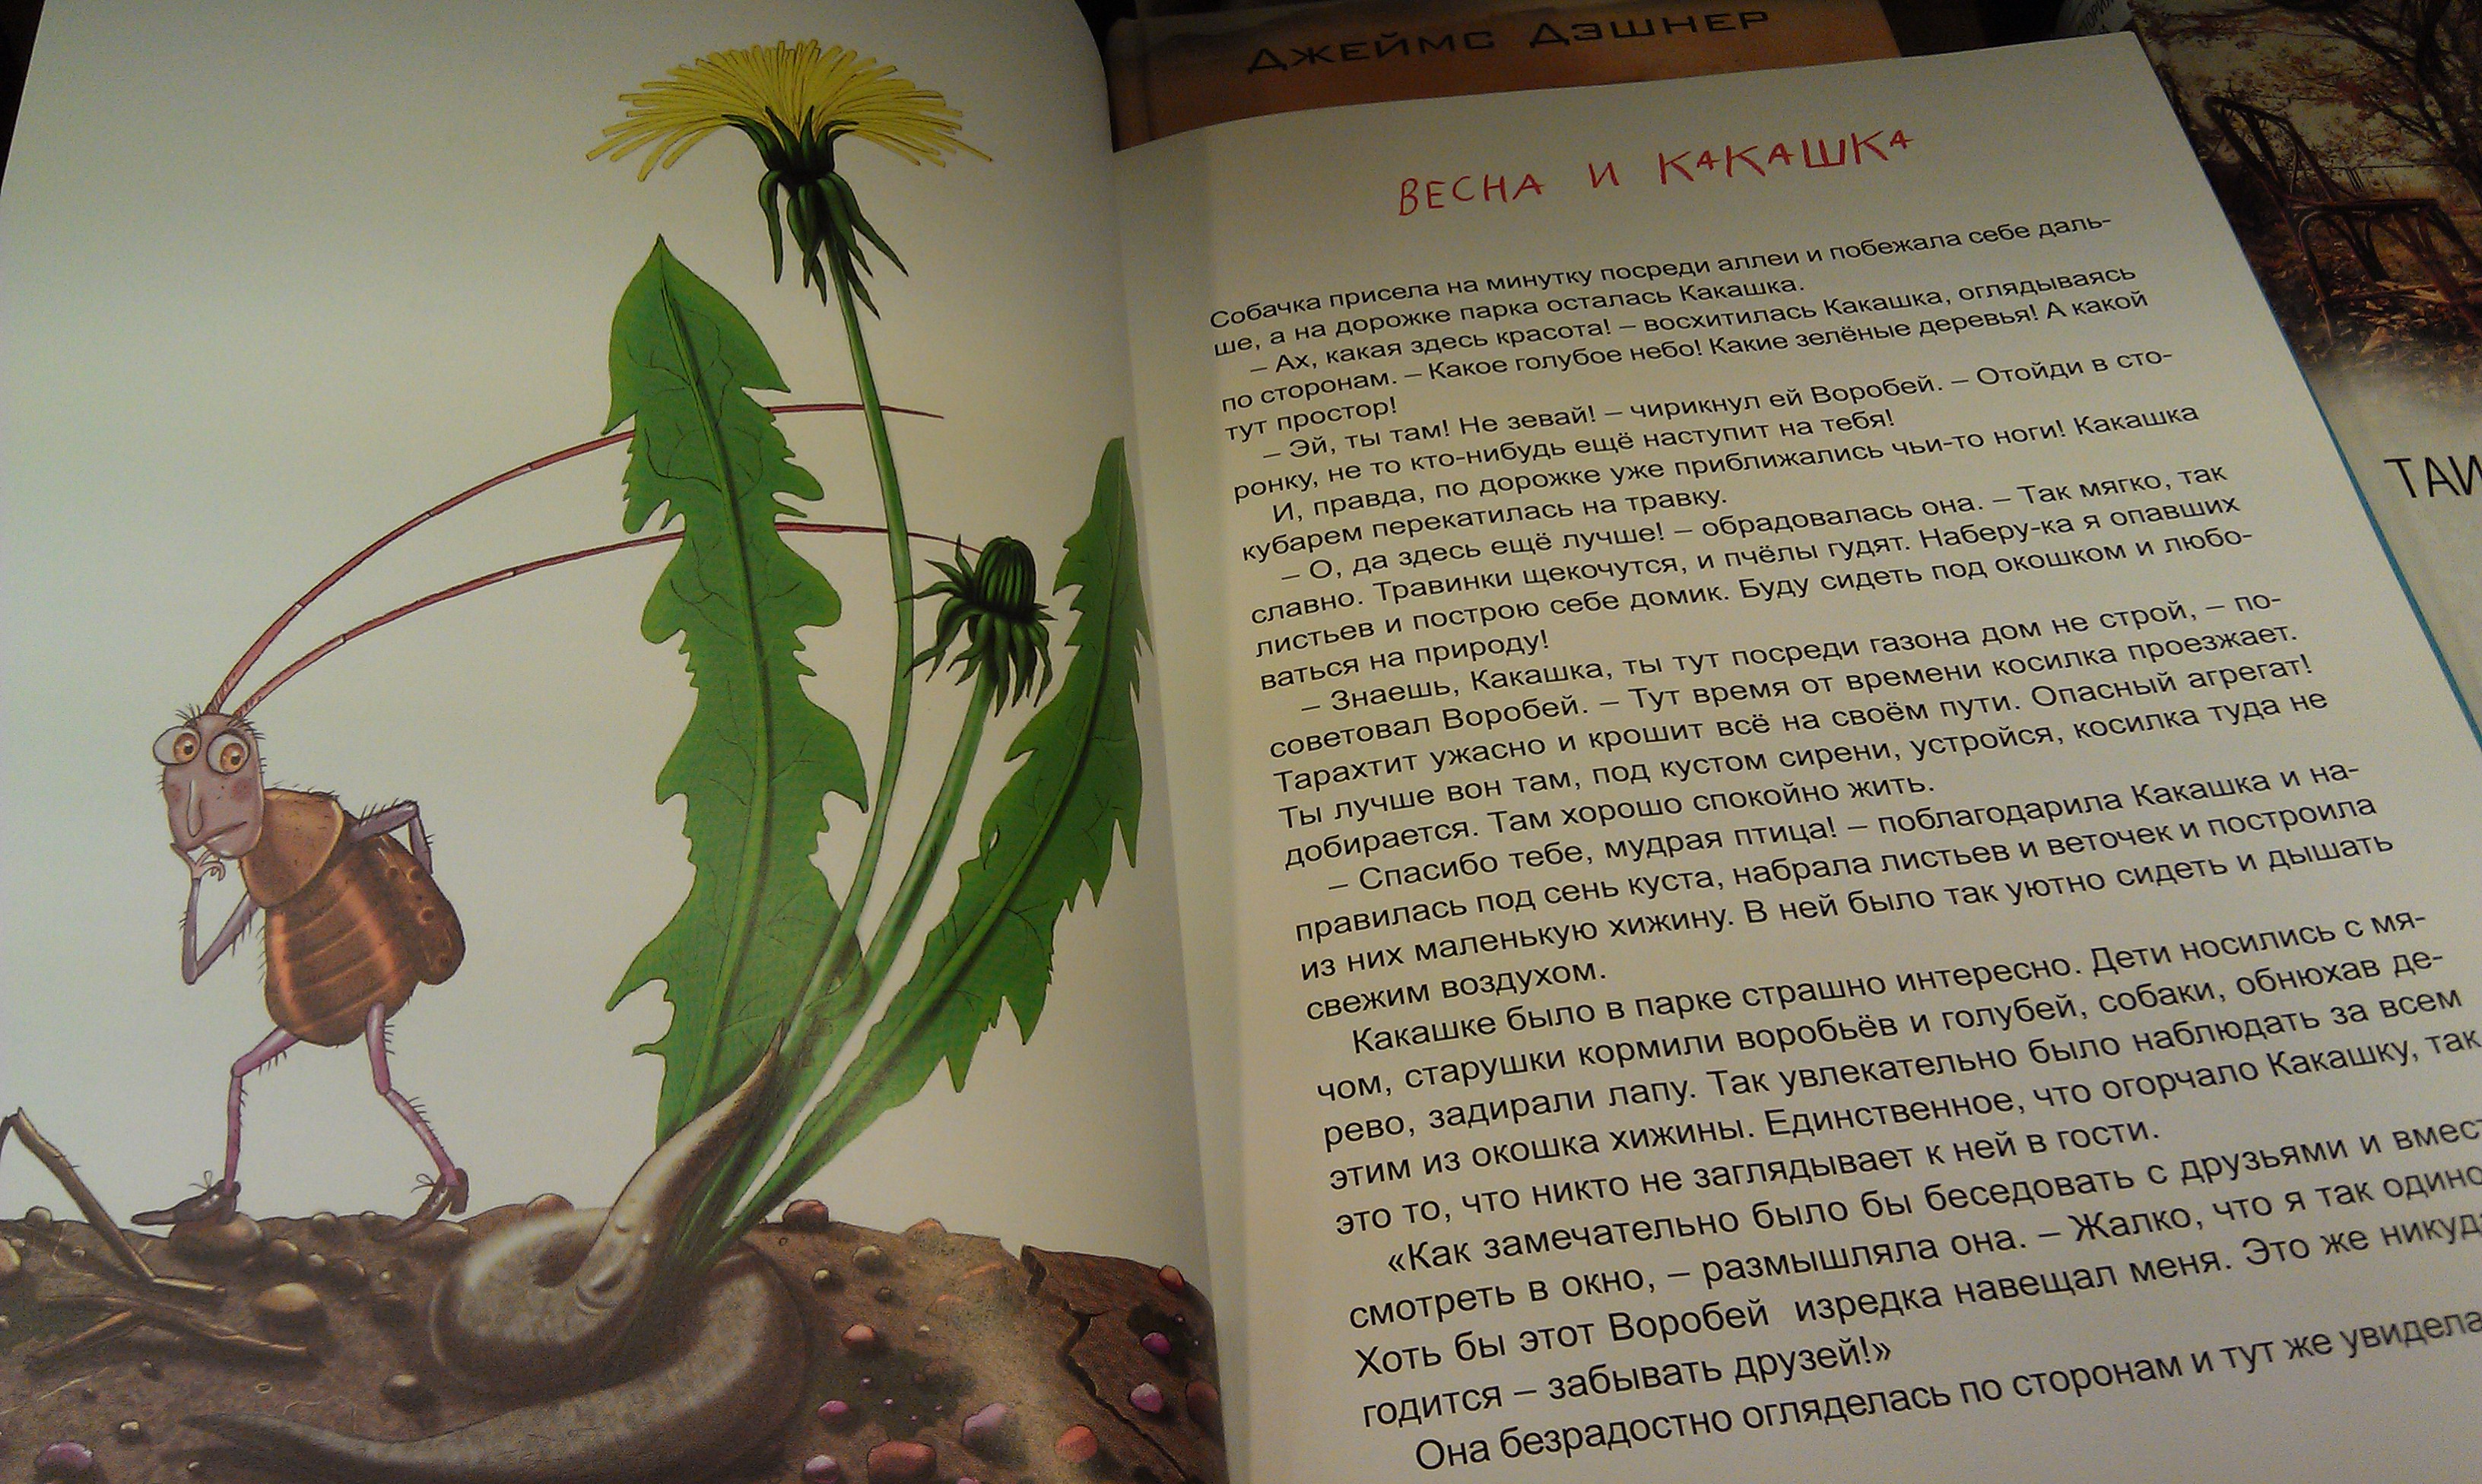 ДЖЕЙМС ДЭШНЕР
ВЕСНА И КАКАШКА
Собачка присела на минутку посреди аллеи и побежала себе даль-
ше, а на дорожке парка осталась Какашка.
– Ах, какая здесь красота! – восхитилась Какашка, оглядываясь
по сторонам. – Какое голубое небо! Какие зелёные деревья! А какой
тут простор!
– Эй, ты там! Не зевай! – чирикнул ей Воробей. – Отойди в сто-
ронку, не то кто-нибудь ещё наступит на тебя!
И, правда, по дорожке уже приближались чьи-то ноги! Какашка
кубарем перекатилась на травку.
– О, да здесь ещё лучше! – обрадовалась она. – Так мягко, так
славно. Травинки щекочутся, и пчёлы гудят. Наберу-ка я опавших
листьев и построю себе домик. Буду сидеть под окошком и любо-
ваться на природу!
– Знаешь, Какашка, ты тут посреди газона дом не строй, – по-
советовал Воробей. – Тут время от времени косилка проезжает.
Тарахтит ужасно и крошит всё на своём пути. Опасный агрегат!
Ты лучше вон там, под кустом сирени, устройся, косилка туда не
добирается. Там хорошо спокойно жить.
– Спасибо тебе, мудрая птица! – поблагодарила Какашка и на-
правилась под сень куста, набрала листьев и веточек и построила
из них маленькую хижину. В ней было так уютно сидеть и дышать
свежим воздухом.
Какашке было в парке страшно интересно. Дети носились с мя-
чом, старушки кормили воробьёв и голубей, собаки, обнюхав де-
рево, задирали лапу. Так увлекательно было наблюдать за всем
этим из окошка хижины. Единственное, что огорчало Какашку, так
это то, что никто не заглядывает к ней в гости.
«Как замечательно было бы беседовать с друзьями и вмест
смотреть в окно, – размышляла она. – Жалко, что я так одино
Хоть бы этот Воробей изредка навещал меня. Это же никуда
годится – забывать друзей!»
Она безрадостно огляделась по сторонам и тут же увидела
ТАИ